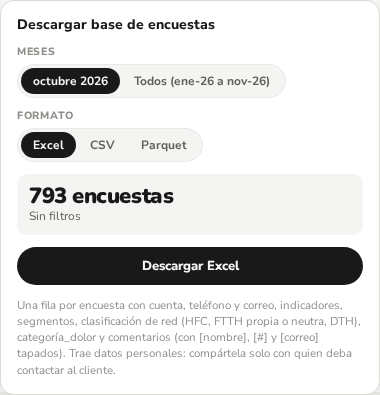 Descargar base de encuestas
MESES
octubre 2026 Todos (ene-26 a nov-26)
FORMATO
Excel CSV Parquet
793 encuestas
Sin filtros
Descargar Excel
Una fila por encuesta con cuenta, teléfono y correo, indicadores,
segmentos, clasificación de red (HFC, FTTH propia o neutra, DTH),
categoría_dolor y comentarios (con [nombre], [#] y [correo]
tapados). Trae datos personales: compártela solo con quien deba
contactar al cliente.